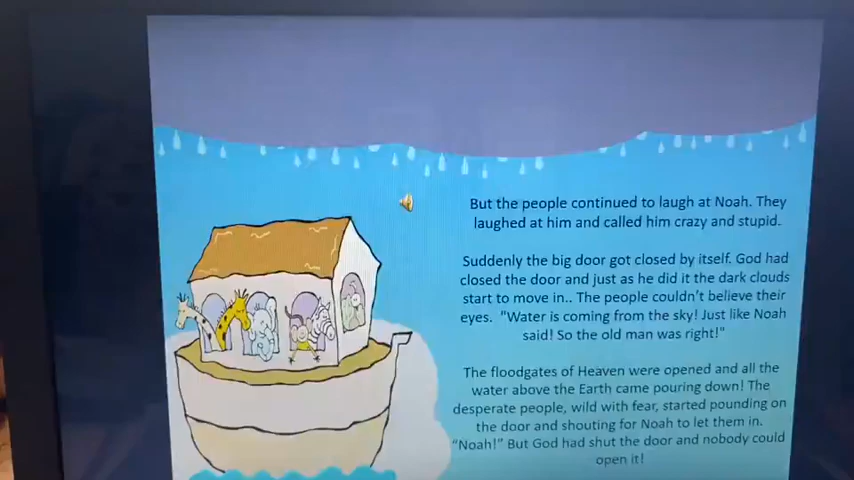 But the people continued to laugh at Noah. They
laughed at him and called him crazy and stupid.
Suddenly the big door got closed by itself. God had
closed the door and just as he did it the dark clouds
start to move in.. The people couldn't believe their
eyes. "Water is coming from the sky! Just like Noah
said! So the old man was right!"
The floodgates of Heaven were opened and all the
water above the Earth came pouring down! The
desperate people, wild with fear, started pounding on
the door and shouting for Noah to let them in.
"Noah!" But God had shut the door and nobody could
open it!